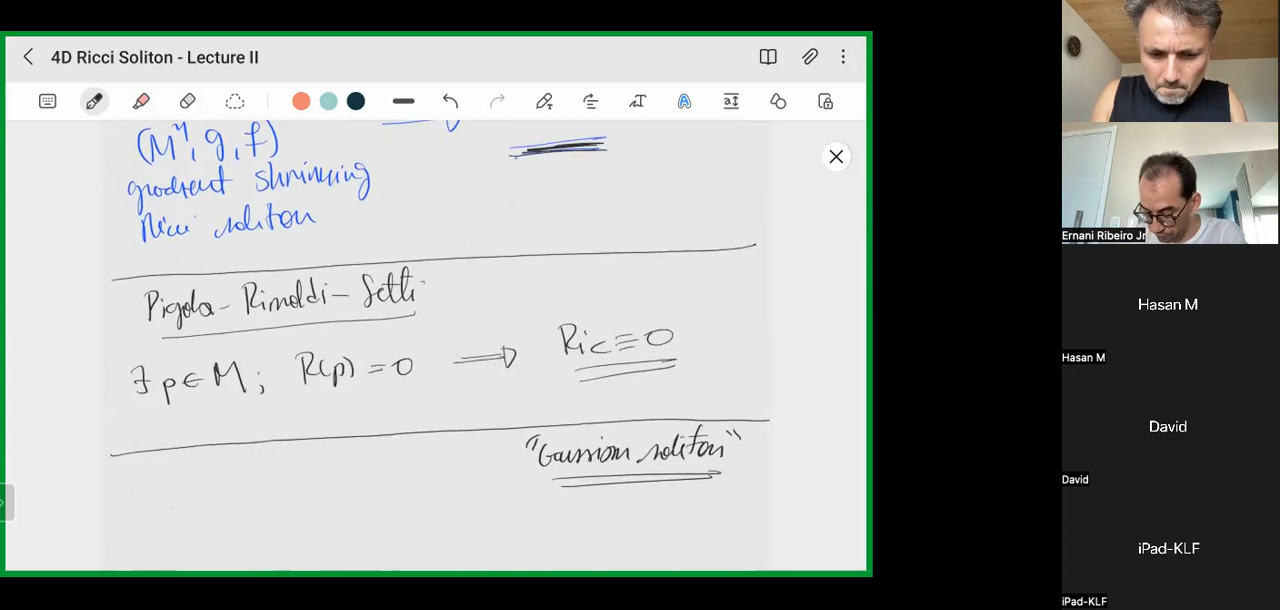 4D Ricci Soliton - Lecture II
(Mⁿ, g, f)
gradient shrinking
Ricci soliton
Pigola - Rimoldi - Setti
∃ p ∈ M ; R(p) = 0 ⟹ Ric ≡ 0
"Gaussian soliton"
Ernani Ribeiro Jr
Hasan M
Hasan M
David
David
iPad-KLF
iPad-KLF